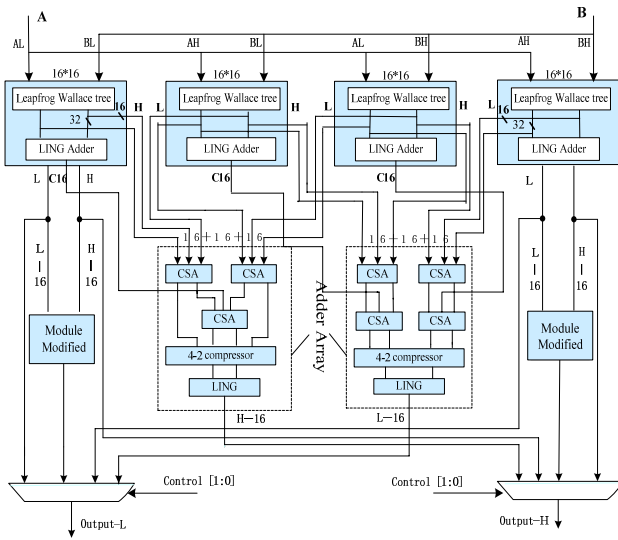 A B
AL BL AH BL AL BH AH BH
16*16 16*16 16*16 16*16
Leapfrog Wallace tree Leapfrog Wallace tree Leapfrog Wallace tree Leapfrog Wallace tree
32 16 H L H L H L 16 32
LING Adder LING Adder LING Adder LING Adder
L C16 H C16 C16 L
16+16+16 16+16+16
L-16 H-16 L-16 H-16
CSA CSA CSA CSA
CSA CSA CSA
Module Modified Module Modified
Adder Array
4-2 compressor 4-2 compressor
LING LING
H-16 L-16
Control [1:0] Control [1:0]
Output-L Output-H